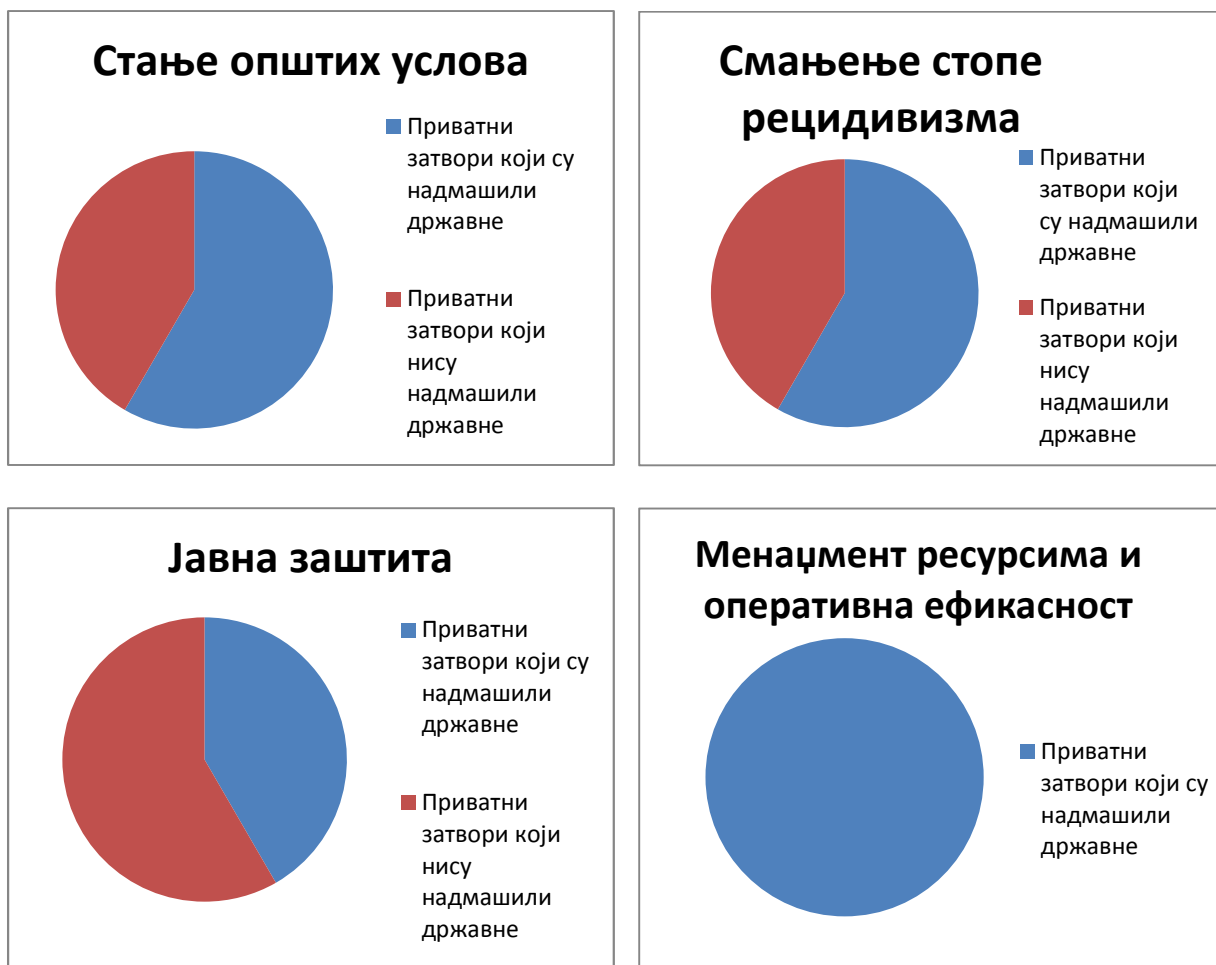 Стање општих услова
Приватни
затвори који су
надмашили
државне
Приватни
затвори који
нису
надмашили
државне
Смањење стопе
рецидивизма
Приватни
затвори који
су надмашили
државне
Приватни
затвори који
нису
надмашили
државне
Јавна заштита
Приватни
затвори који су
надмашили
државне
Приватни
затвори који
нису
надмашили
државне
Менаџмент ресурсима и
оперативна ефикасност
Приватни
затвори који су
надмашили
државне